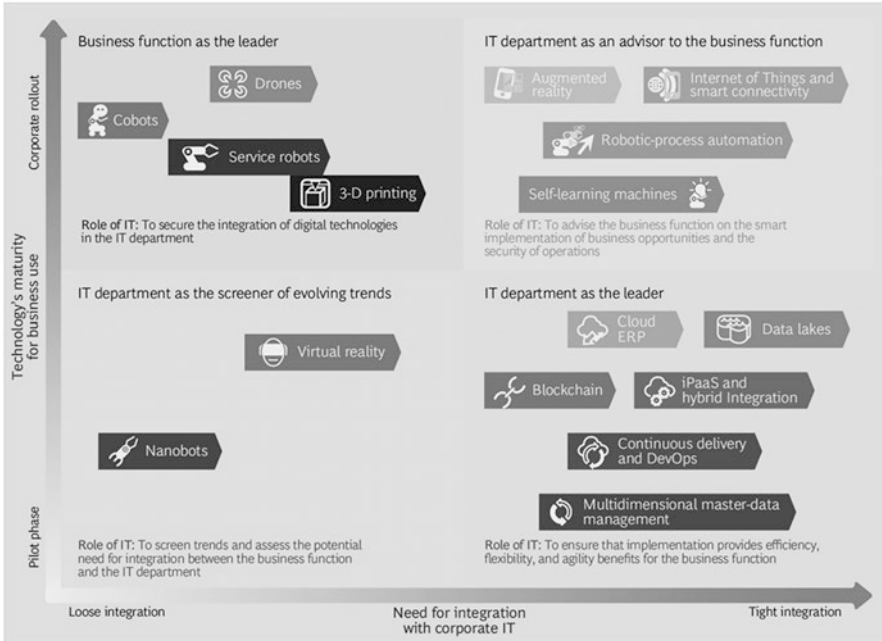 Business function as the leader
Drones
Cobots
Service robots
3-D printing
Role of IT: To secure the integration of digital technologies
in the IT department
IT department as an advisor to the business function
Augmented
reality
Internet of Things and
smart connectivity
Robotic-process automation
Self-learning machines
Role of IT: To advise the business function on the smart
implementation of business opportunities and the
security of operations
IT department as the screener of evolving trends
Virtual reality
Nanobots
Role of IT: To screen trends and assess the potential
need for integration between the business function
and the IT department
IT department as the leader
Cloud
ERP
Data lakes
Blockchain
iPaaS and
hybrid Integration
Continuous delivery
and DevOps
Multidimensional master-data
management
Role of IT: To ensure that implementation provides efficiency,
flexibility, and agility benefits for the business function
Corporate rollout
Technology's maturity
for business use
Pilot phase
Loose integration
Need for integration
with corporate IT
Tight integration